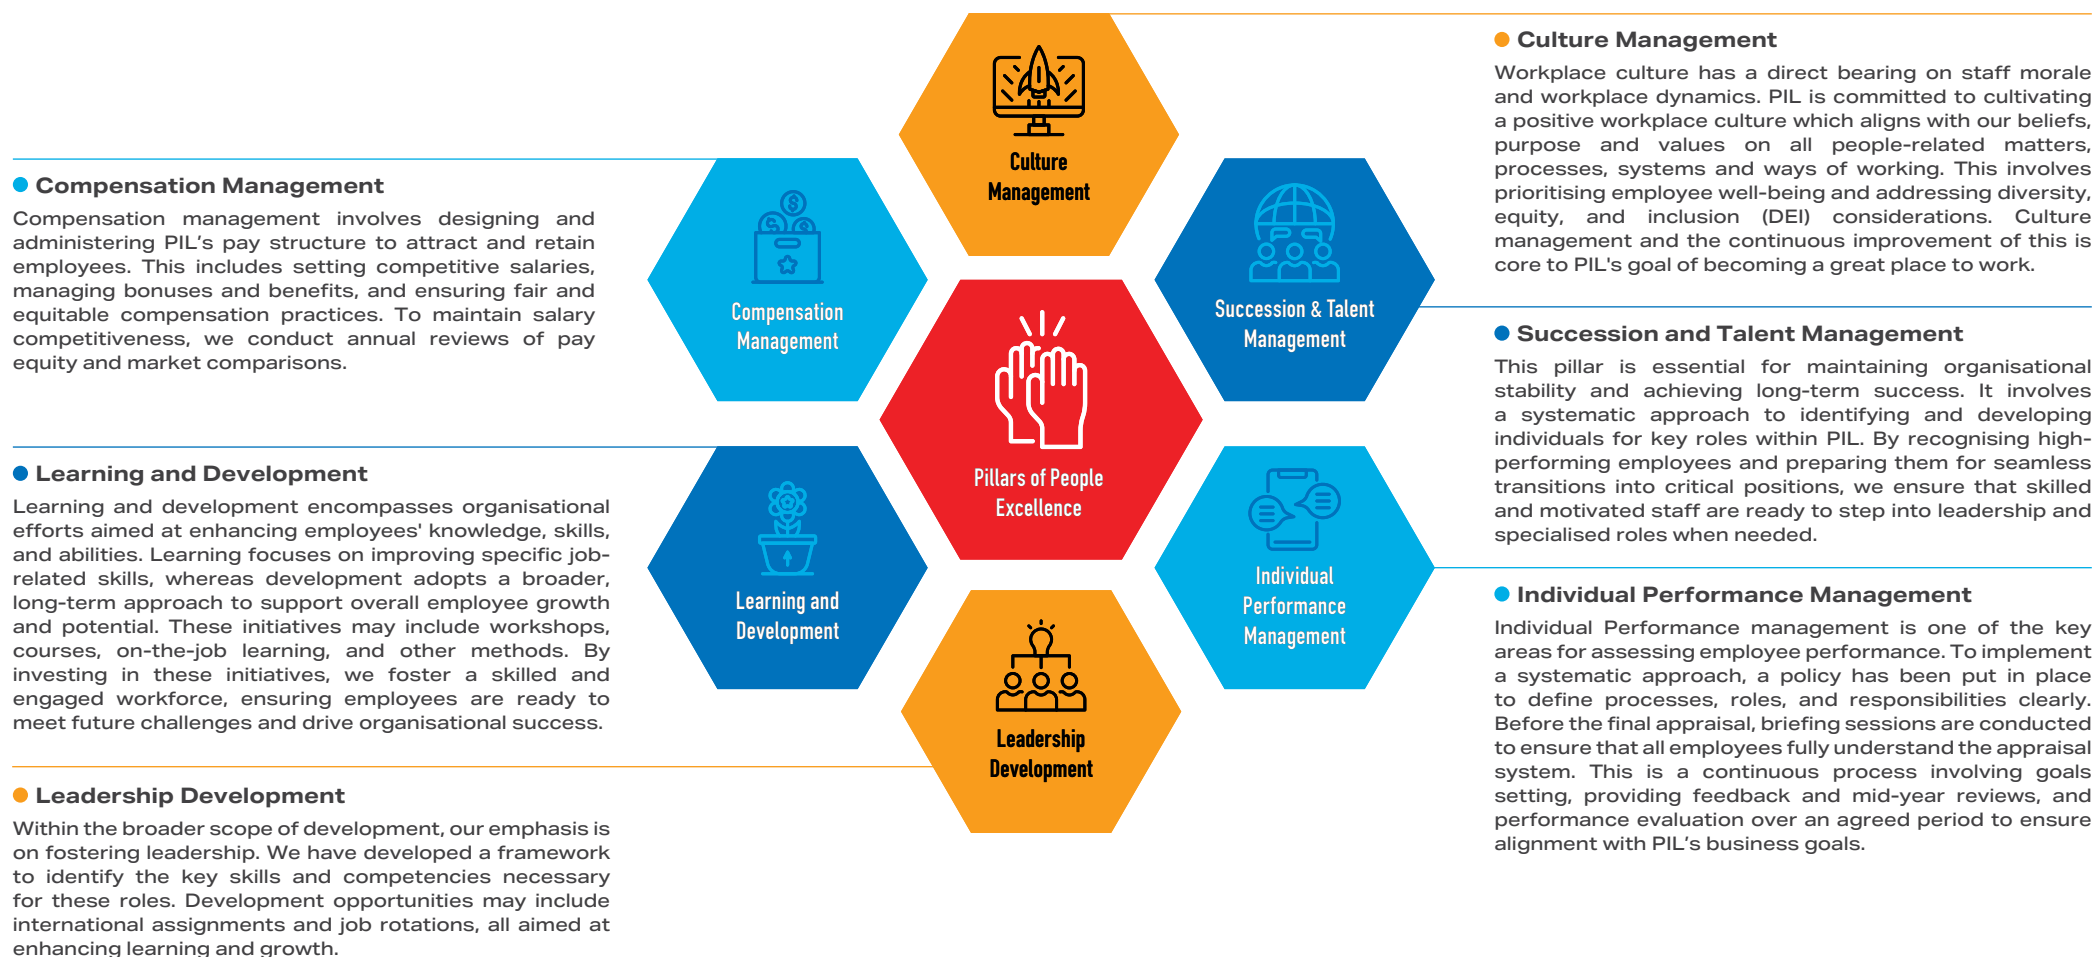 Culture Management
Workplace culture has a direct bearing on staff morale
and workplace dynamics. PIL is committed to cultivating
a positive workplace culture which aligns with our beliefs,
purpose and values on all people-related matters,
processes, systems and ways of working. This involves
prioritising employee well-being and addressing diversity,
equity, and inclusion (DEI) considerations. Culture
management and the continuous improvement of this is
core to PIL's goal of becoming a great place to work.
Succession and Talent Management
This pillar is essential for maintaining organisational
stability and achieving long-term success. It involves
a systematic approach to identifying and developing
individuals for key roles within PIL. By recognising high-
performing employees and preparing them for seamless
transitions into critical positions, we ensure that skilled
and motivated staff are ready to step into leadership and
specialised roles when needed.
Individual Performance Management
Individual Performance management is one of the key
areas for assessing employee performance. To implement
a systematic approach, a policy has been put in place
to define processes, roles, and responsibilities clearly.
Before the final appraisal, briefing sessions are conducted
to ensure that all employees fully understand the appraisal
system. This is a continuous process involving goals
setting, providing feedback and mid-year reviews, and
performance evaluation over an agreed period to ensure
alignment with PIL's business goals.
Compensation Management
Compensation management involves designing and
administering PIL's pay structure to attract and retain
employees. This includes setting competitive salaries,
managing bonuses and benefits, and ensuring fair and
equitable compensation practices. To maintain salary
competitiveness, we conduct annual reviews of pay
equity and market comparisons.
Learning and Development
Learning and development encompasses organisational
efforts aimed at enhancing employees' knowledge, skills,
and abilities. Learning focuses on improving specific job-
related skills, whereas development adopts a broader,
long-term approach to support overall employee growth
and potential. These initiatives may include workshops,
courses, on-the-job learning, and other methods. By
investing in these initiatives, we foster a skilled and
engaged workforce, ensuring employees are ready to
meet future challenges and drive organisational success.
Leadership Development
Within the broader scope of development, our emphasis is
on fostering leadership. We have developed a framework
to identify the key skills and competencies necessary
for these roles. Development opportunities may include
international assignments and job rotations, all aimed at
enhancing learning and growth.
Culture
Management
Compensation
Management
Succession & Talent
Management
Pillars of People
Excellence
Learning and
Development
Individual
Performance
Management
Leadership
Development